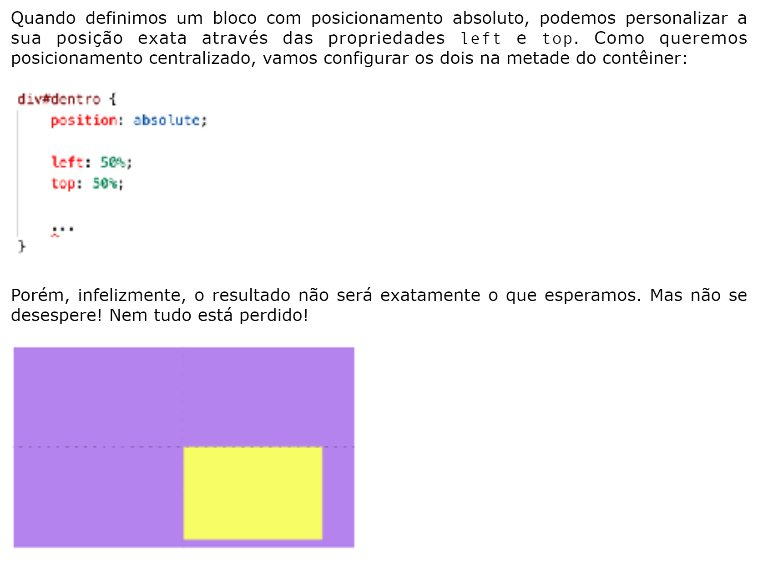 Quando definimos um bloco com posicionamento absoluto, podemos personalizar a
sua posição exata através das propriedades left e top. Como queremos
posicionamento centralizado, vamos configurar os dois na metade do contêiner:
div#dentro {
position: absolute;
left: 50%;
top: 50%;
...
}
Porém, infelizmente, o resultado não será exatamente o que esperamos. Mas não se
desespere! Nem tudo está perdido!